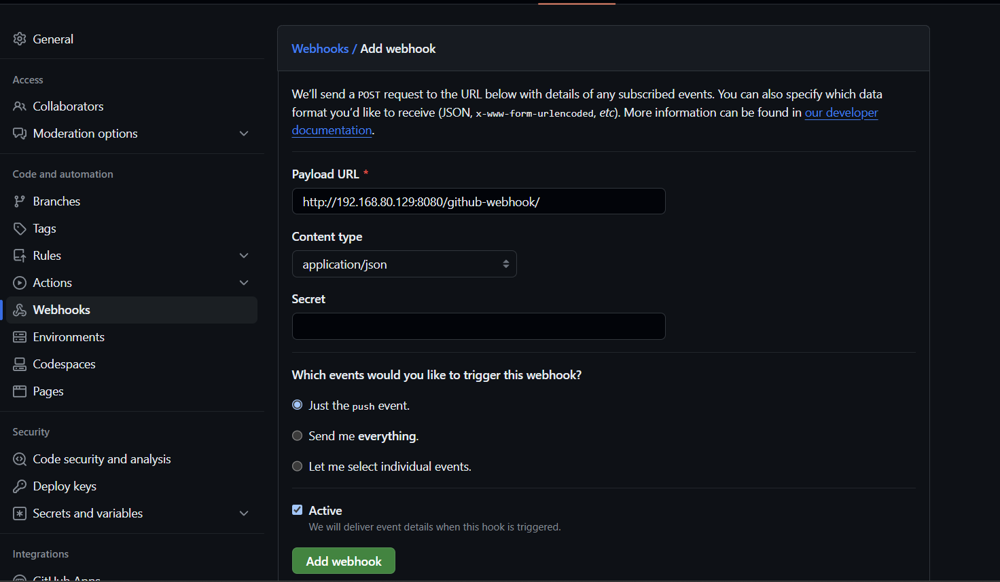 General
Access
Collaborators
Moderation options
Code and automation
Branches
Tags
Rules
Actions
Webhooks
Environments
Codespaces
Pages
Security
Code security and analysis
Deploy keys
Secrets and variables
Integrations
GitHub Apps
Webhooks / Add webhook
We'll send a POST request to the URL below with details of any subscribed events. You can also specify which data
format you'd like to receive (JSON, x-www-form-urlencoded, etc). More information can be found in our developer
documentation.
Payload URL *
http://192.168.80.129:8080/github-webhook/
Content type
application/json
Secret
Which events would you like to trigger this webhook?
Just the push event.
Send me everything.
Let me select individual events.
Active
We will deliver event details when this hook is triggered.
Add webhook